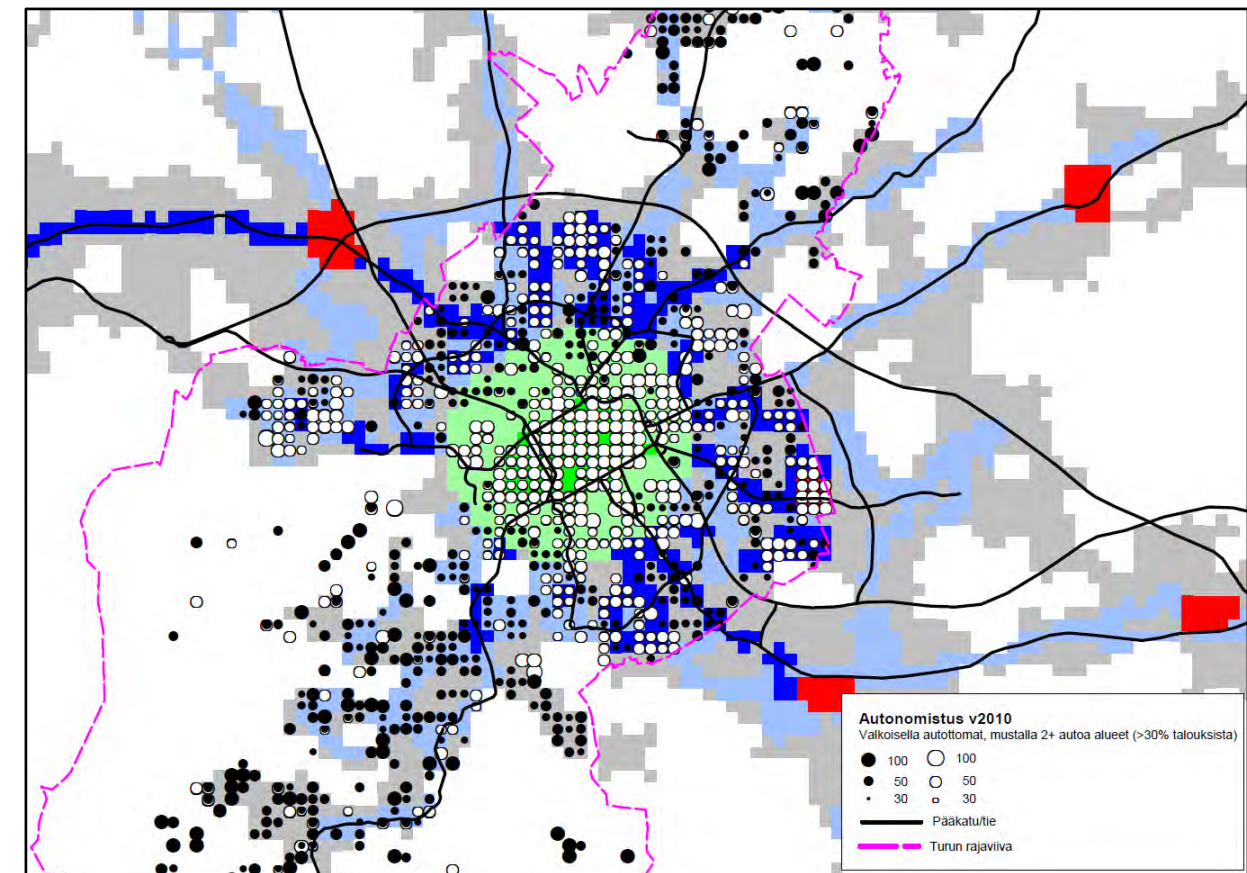 Autonomistus v2010
Valkoisella autottomat, mustalla 2+ autoa alueet (>30% talouksista)
100 100
50 50
30 30
Pääkatu/tie
Turun rajaviiva